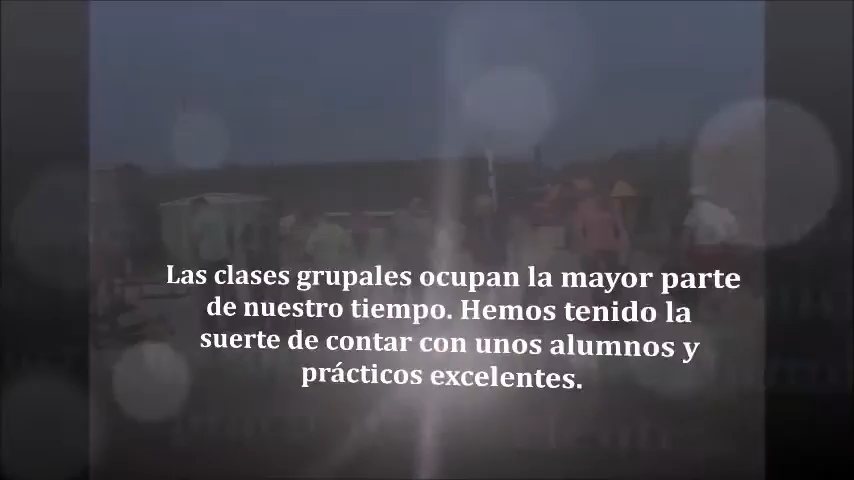 Las clases grupales ocupan la mayor parte
de nuestro tiempo. Hemos tenido la
suerte de contar con unos alumnos y
prácticos excelentes.